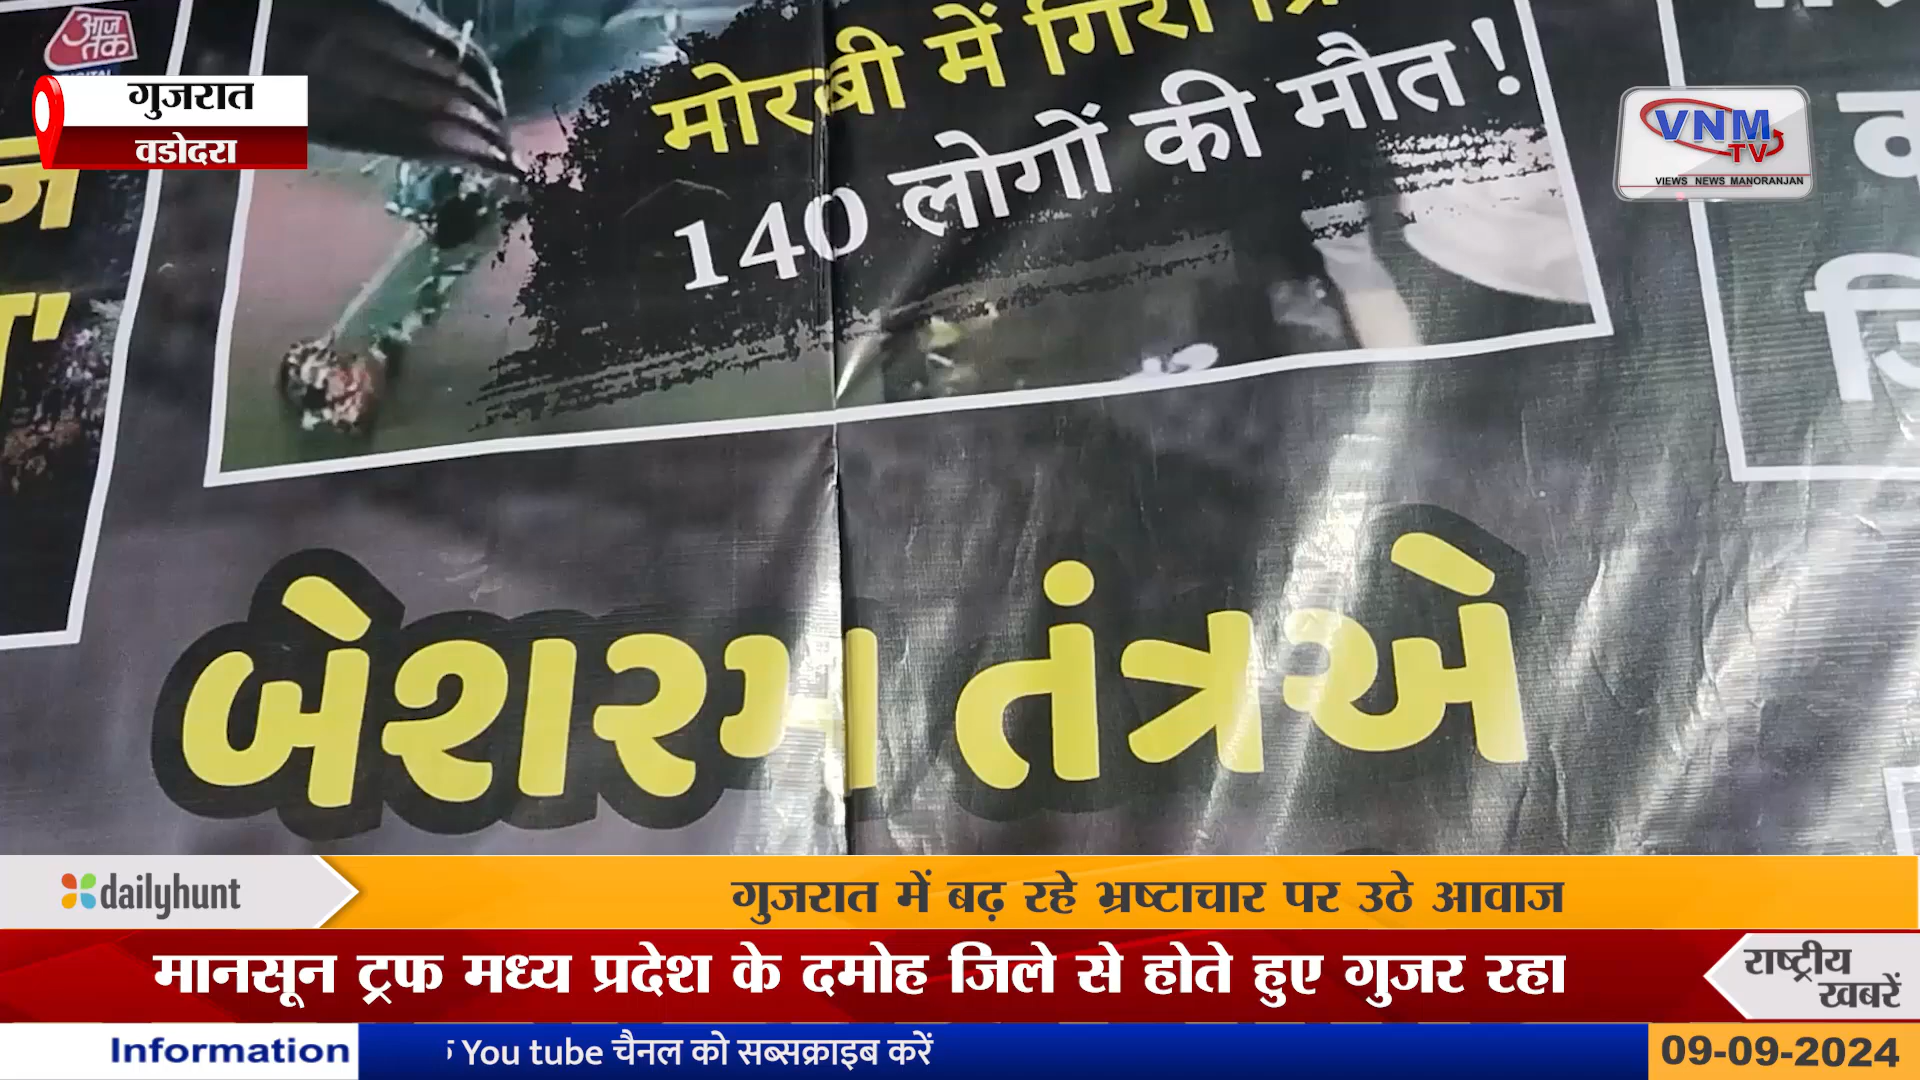 आज
तक
गुजरात
वडोदरा
मोरबी में गिरा
140 लोगों की मौत !
VNM
TV
VIEWS NEWS MANORANJAN
બેશરમ તંત્રએ
dailyhunt
गुजरात में बढ़ रहे भ्रष्टाचार पर उठे आवाज
मानसून ट्रफ मध्य प्रदेश के दमोह जिले से होते हुए गुजर रहा
राष्ट्रीय
खबरें
Information
You tube चैनल को सब्सक्राइब करें
09-09-2024